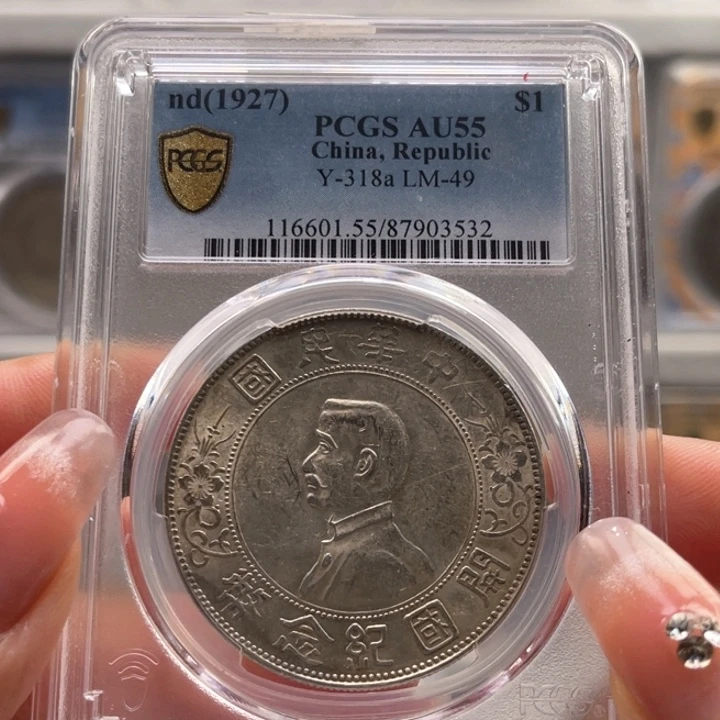 nd(1927) $1
PCGS AU55
China, Republic
PCGS Y-318a LM-49
116601.55/87903532
中華民國
開國紀念幣
PCGS